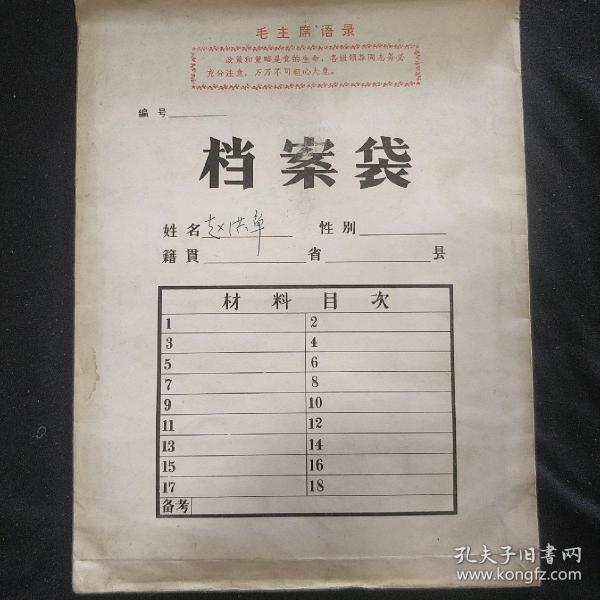 毛主席语录
政策和策略是党的生命，各级领导同志务必
充分注意，万万不可粗心大意。
编号
档案袋
姓名 赵洪阜 性别
籍贯 省 县
材料目次
1 2
3 4
5 6
7 8
9 10
11 12
13 14
15 16
17 18
备考
孔夫子旧书网
www.kongfz.com